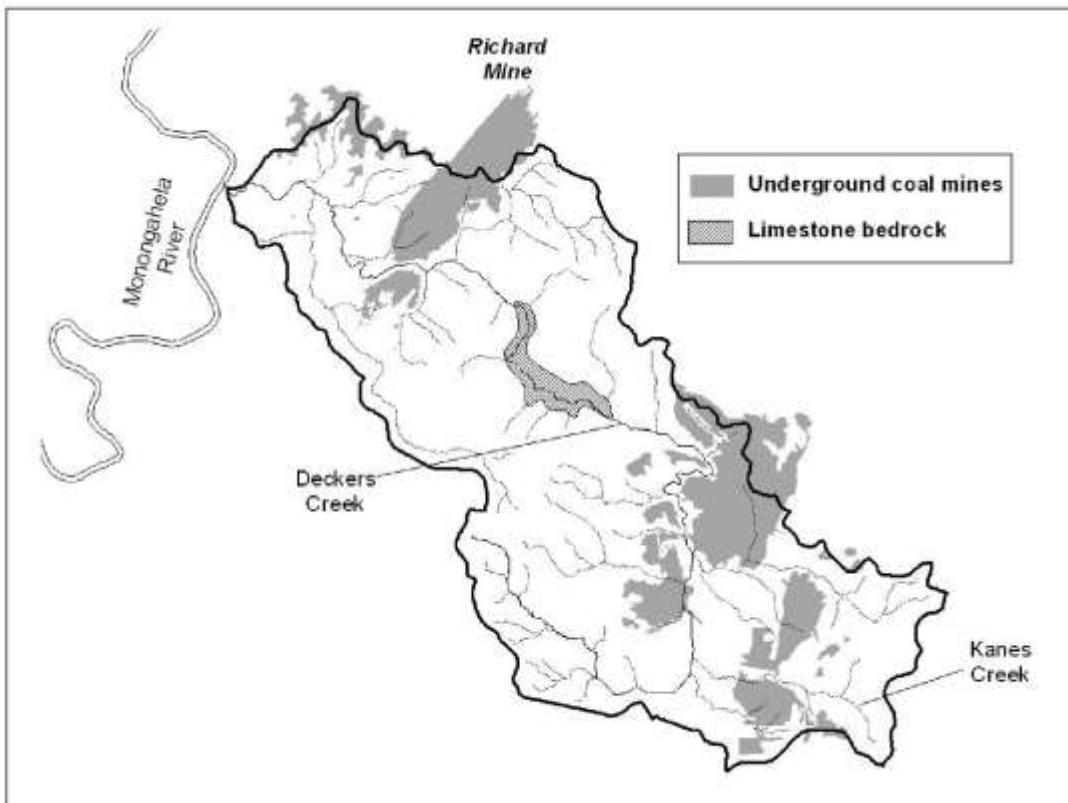 Richard
Mine
Underground coal mines
Limestone bedrock
Monongahela
River
Deckers
Creek
Kanes
Creek